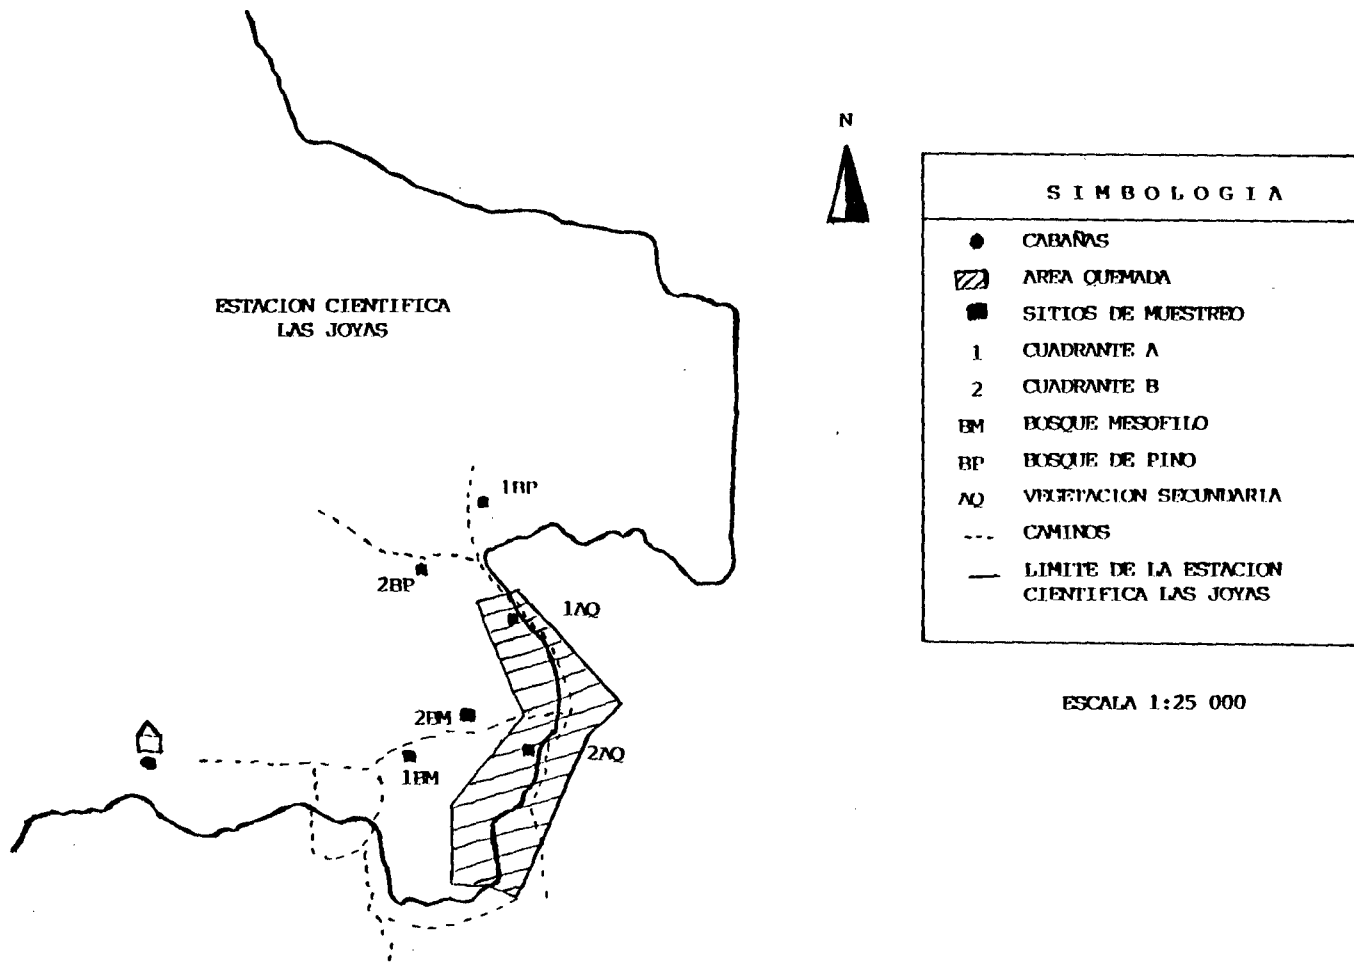 N
ESTACION CIENTIFICA
LAS JOYAS
1BP
2BP
1AQ
2BM
1BM
2AQ
SIMBOLOGIA
CABAÑAS
AREA QUEMADA
SITIOS DE MUESTREO
1 CUADRANTE A
2 CUADRANTE B
BM BOSQUE MESOFILO
BP BOSQUE DE PINO
AQ VEGETACION SECUNDARIA
CAMINOS
LIMITE DE LA ESTACION
CIENTIFICA LAS JOYAS
ESCALA 1:25 000